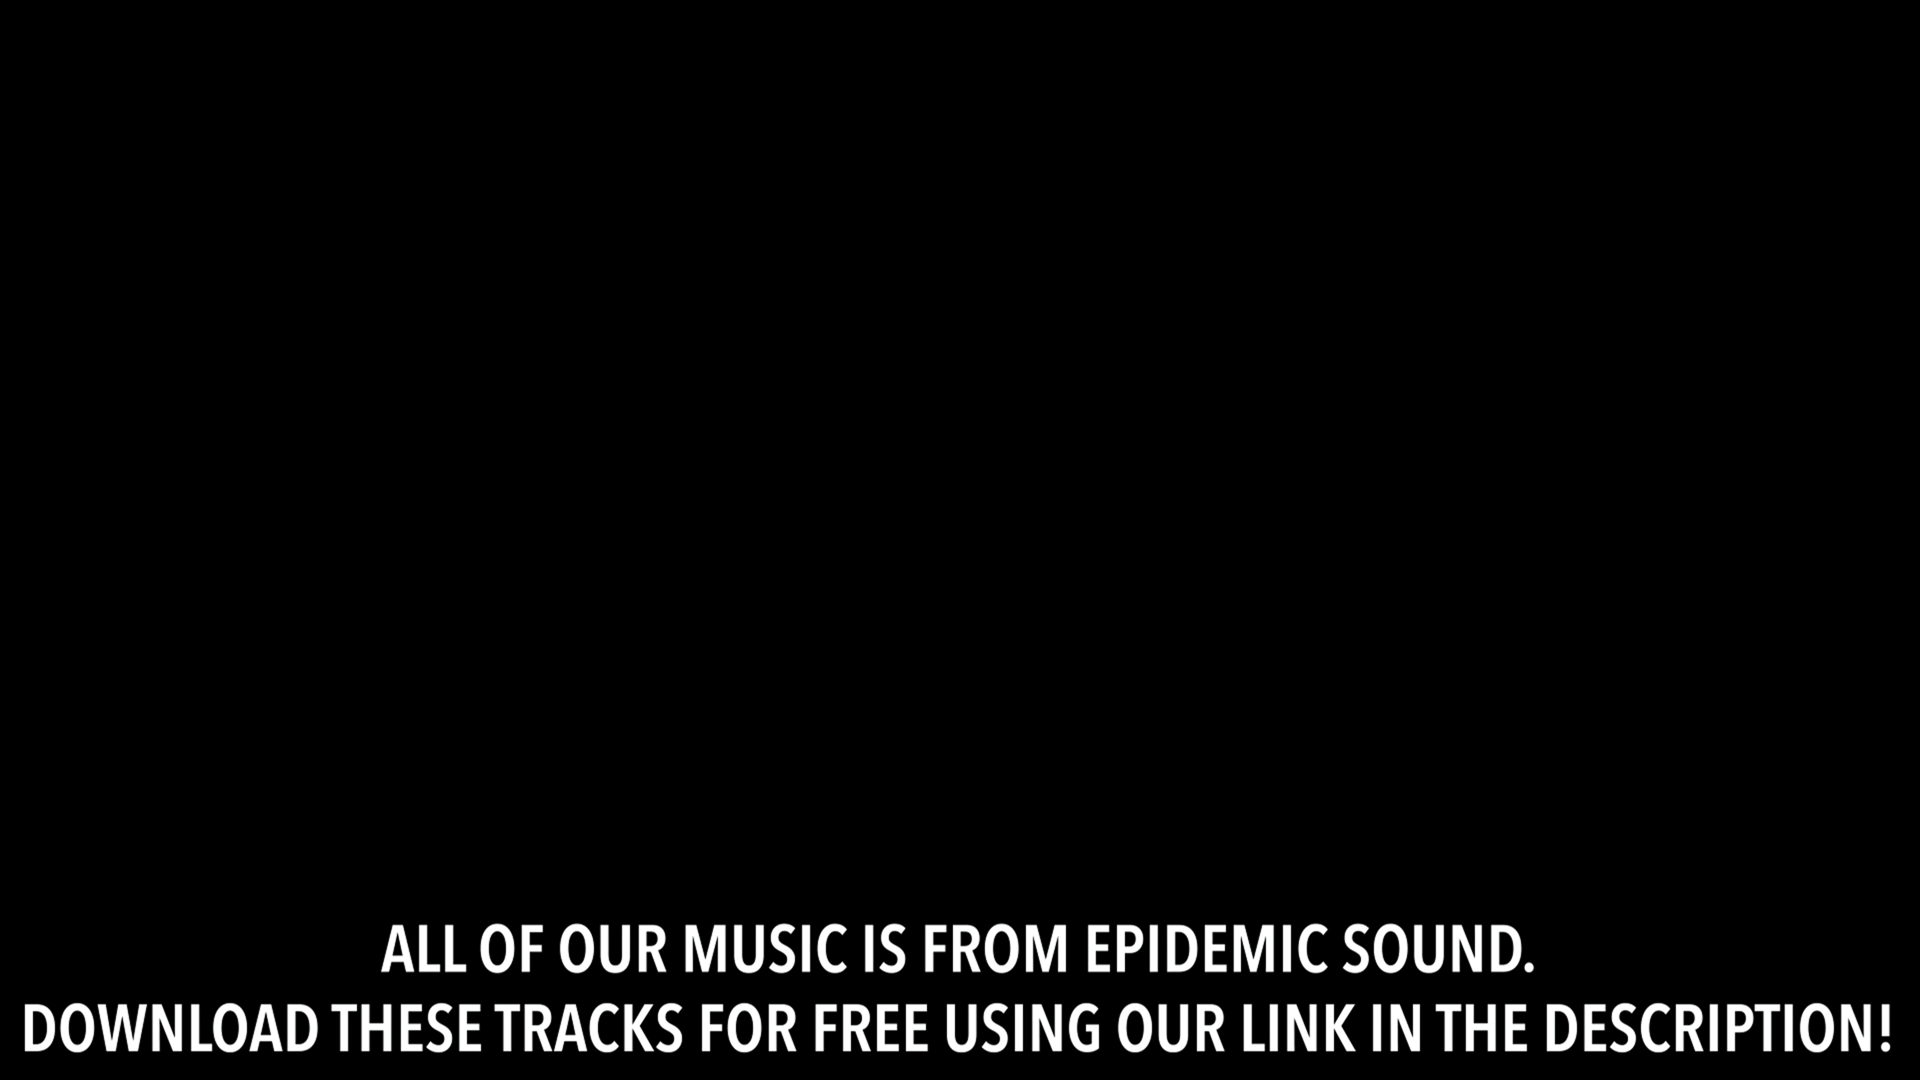 ALL OF OUR MUSIC IS FROM EPIDEMIC SOUND.
DOWNLOAD THESE TRACKS FOR FREE USING OUR LINK IN THE DESCRIPTION!